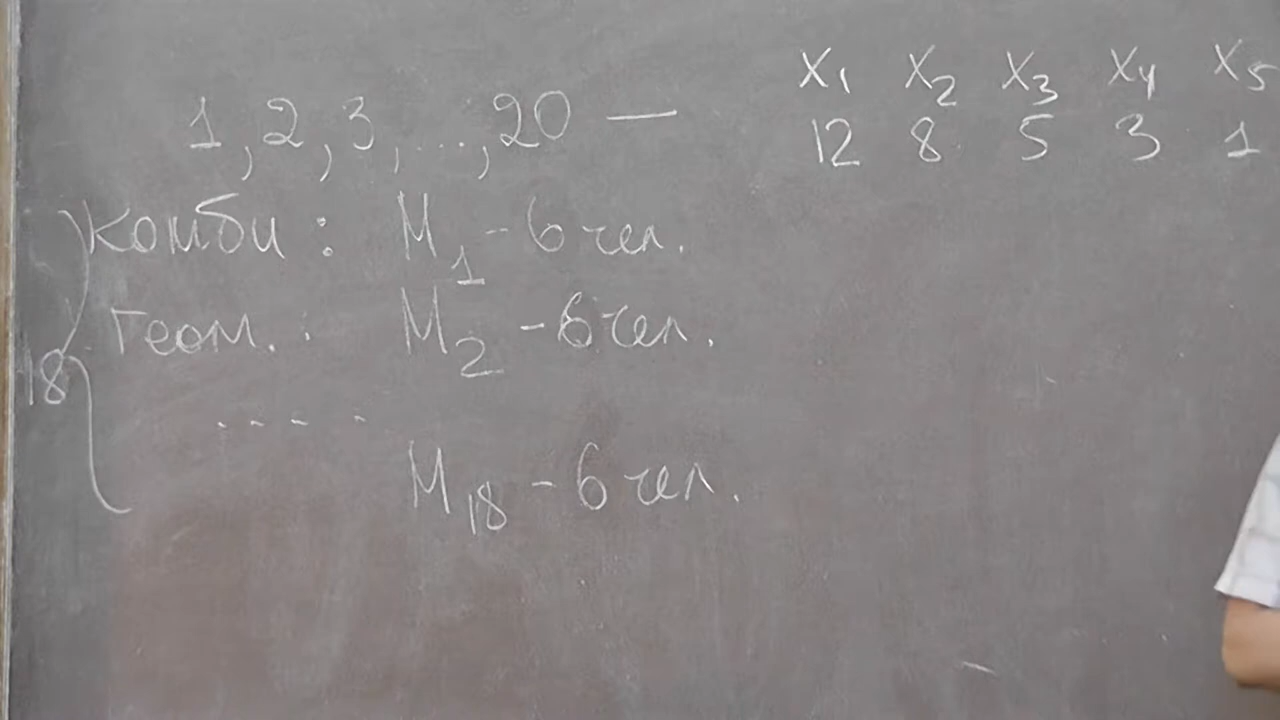 1, 2, 3, ..., 20 —
x₁ x₂ x₃ x₄ x₅
12 8 5 3 1
Комби : M₁ - 6 чел.
Геом. : M₂ - 6 чел.
18
. . . .
M₁₈ - 6 чел.